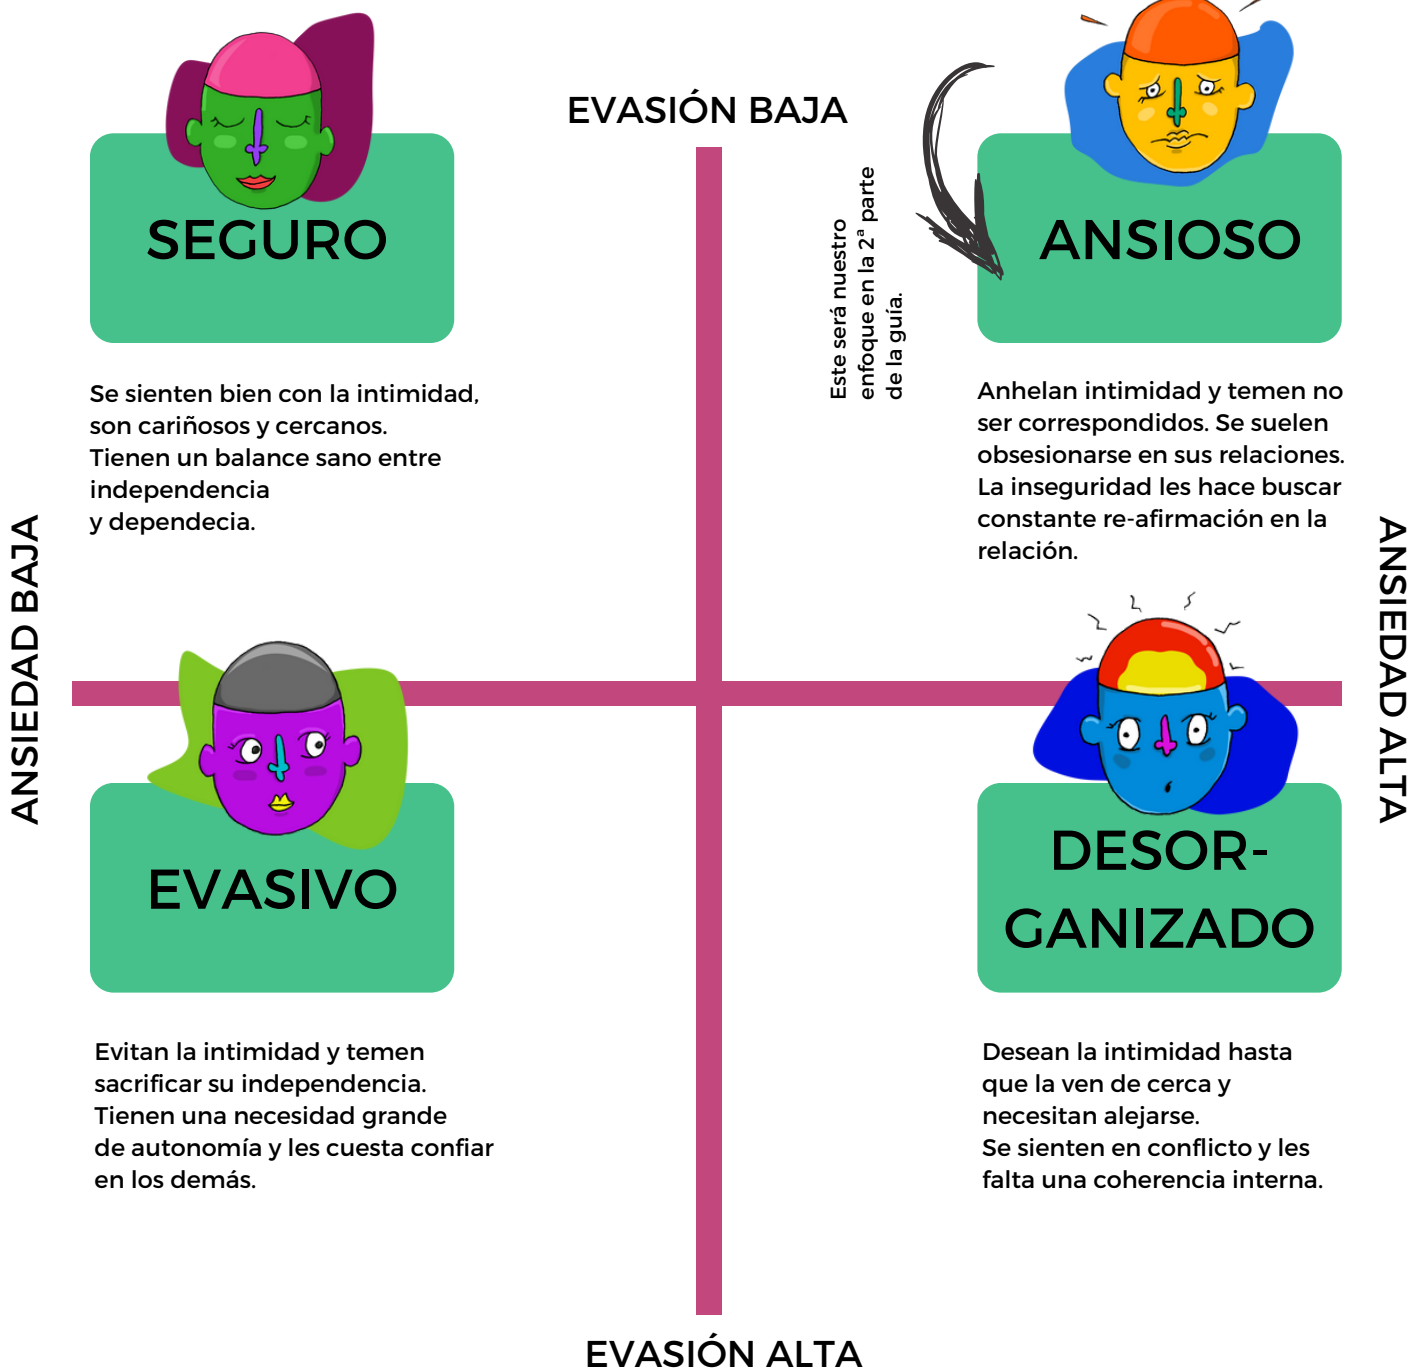 EVASIÓN BAJA
SEGURO
Se sienten bien con la intimidad,
son cariñosos y cercanos.
Tienen un balance sano entre
independencia
y dependecia.
Este será nuestro
enfoque en la 2ª parte
de la guía.
ANSIOSO
Anhelan intimidad y temen no
ser correspondidos. Se suelen
obsesionarse en sus relaciones.
La inseguridad les hace buscar
constante re-afirmación en la
relación.
ANSIEDAD BAJA
ANSIEDAD ALTA
EVASIVO
Evitan la intimidad y temen
sacrificar su independencia.
Tienen una necesidad grande
de autonomía y les cuesta confiar
en los demás.
DESOR-
GANIZADO
Desean la intimidad hasta
que la ven de cerca y
necesitan alejarse.
Se sienten en conflicto y les
falta una coherencia interna.
EVASIÓN ALTA